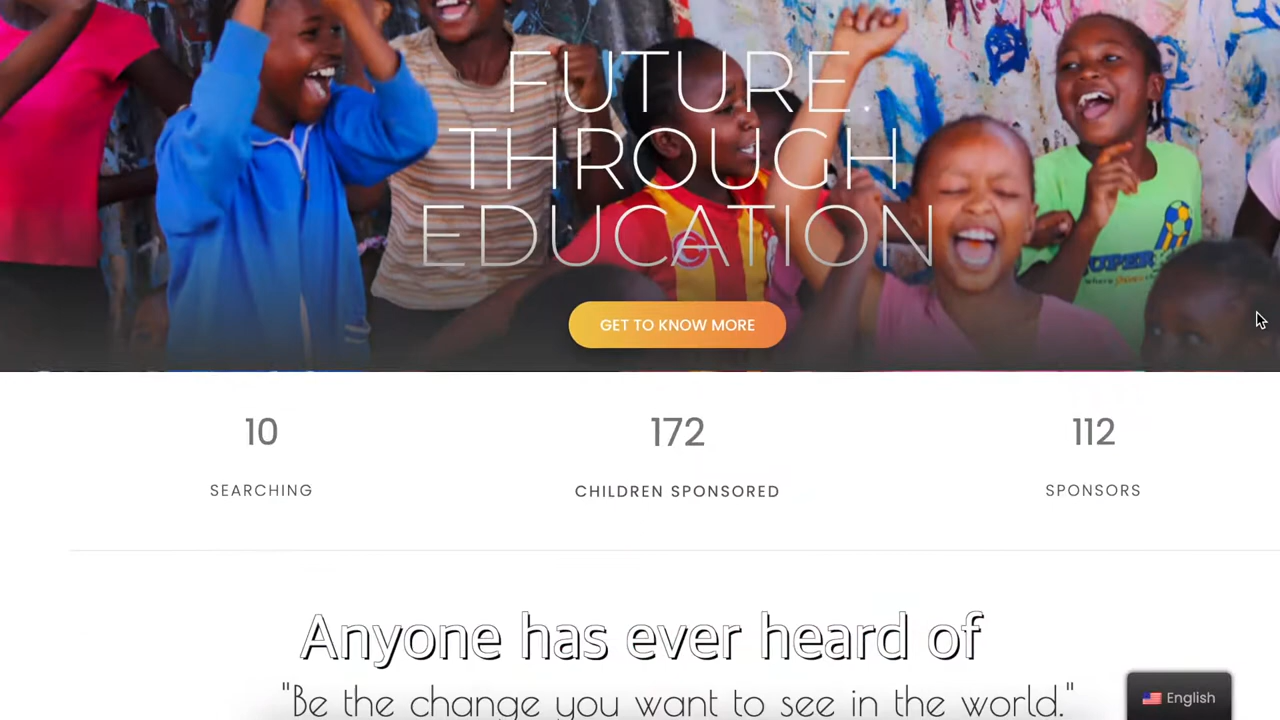 FUTURE.
THROUGH
EDUCATION
SUPER
GET TO KNOW MORE
10
172
112
SEARCHING
CHILDREN SPONSORED
SPONSORS
Anyone has ever heard of
"Be the change you want to see in the world."
English